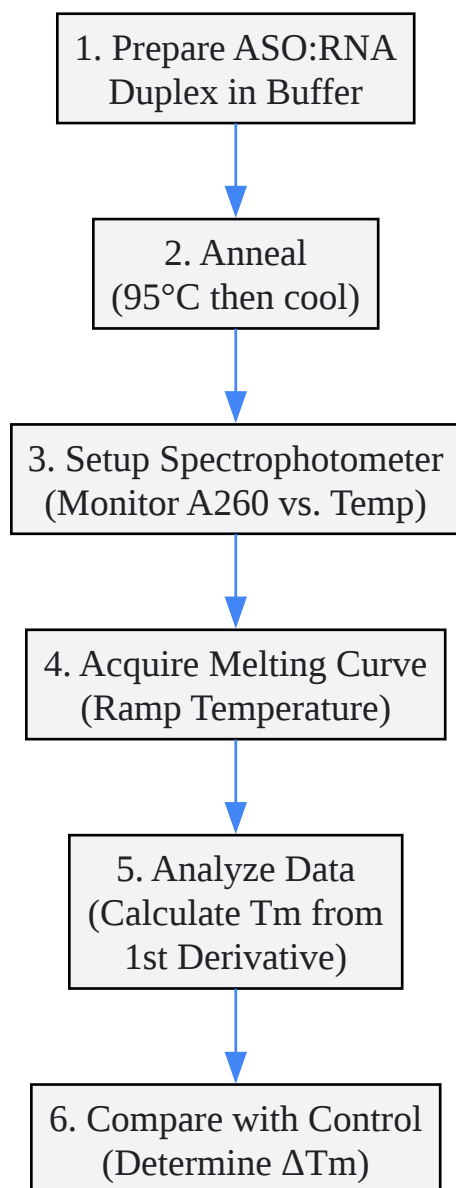 1. Prepare ASO:RNA
Duplex in Buffer
2. Anneal
(95°C then cool)
3. Setup Spectrophotometer
(Monitor A260 vs. Temp)
4. Acquire Melting Curve
(Ramp Temperature)
5. Analyze Data
(Calculate Tm from
1st Derivative)
6. Compare with Control
(Determine ΔTm)